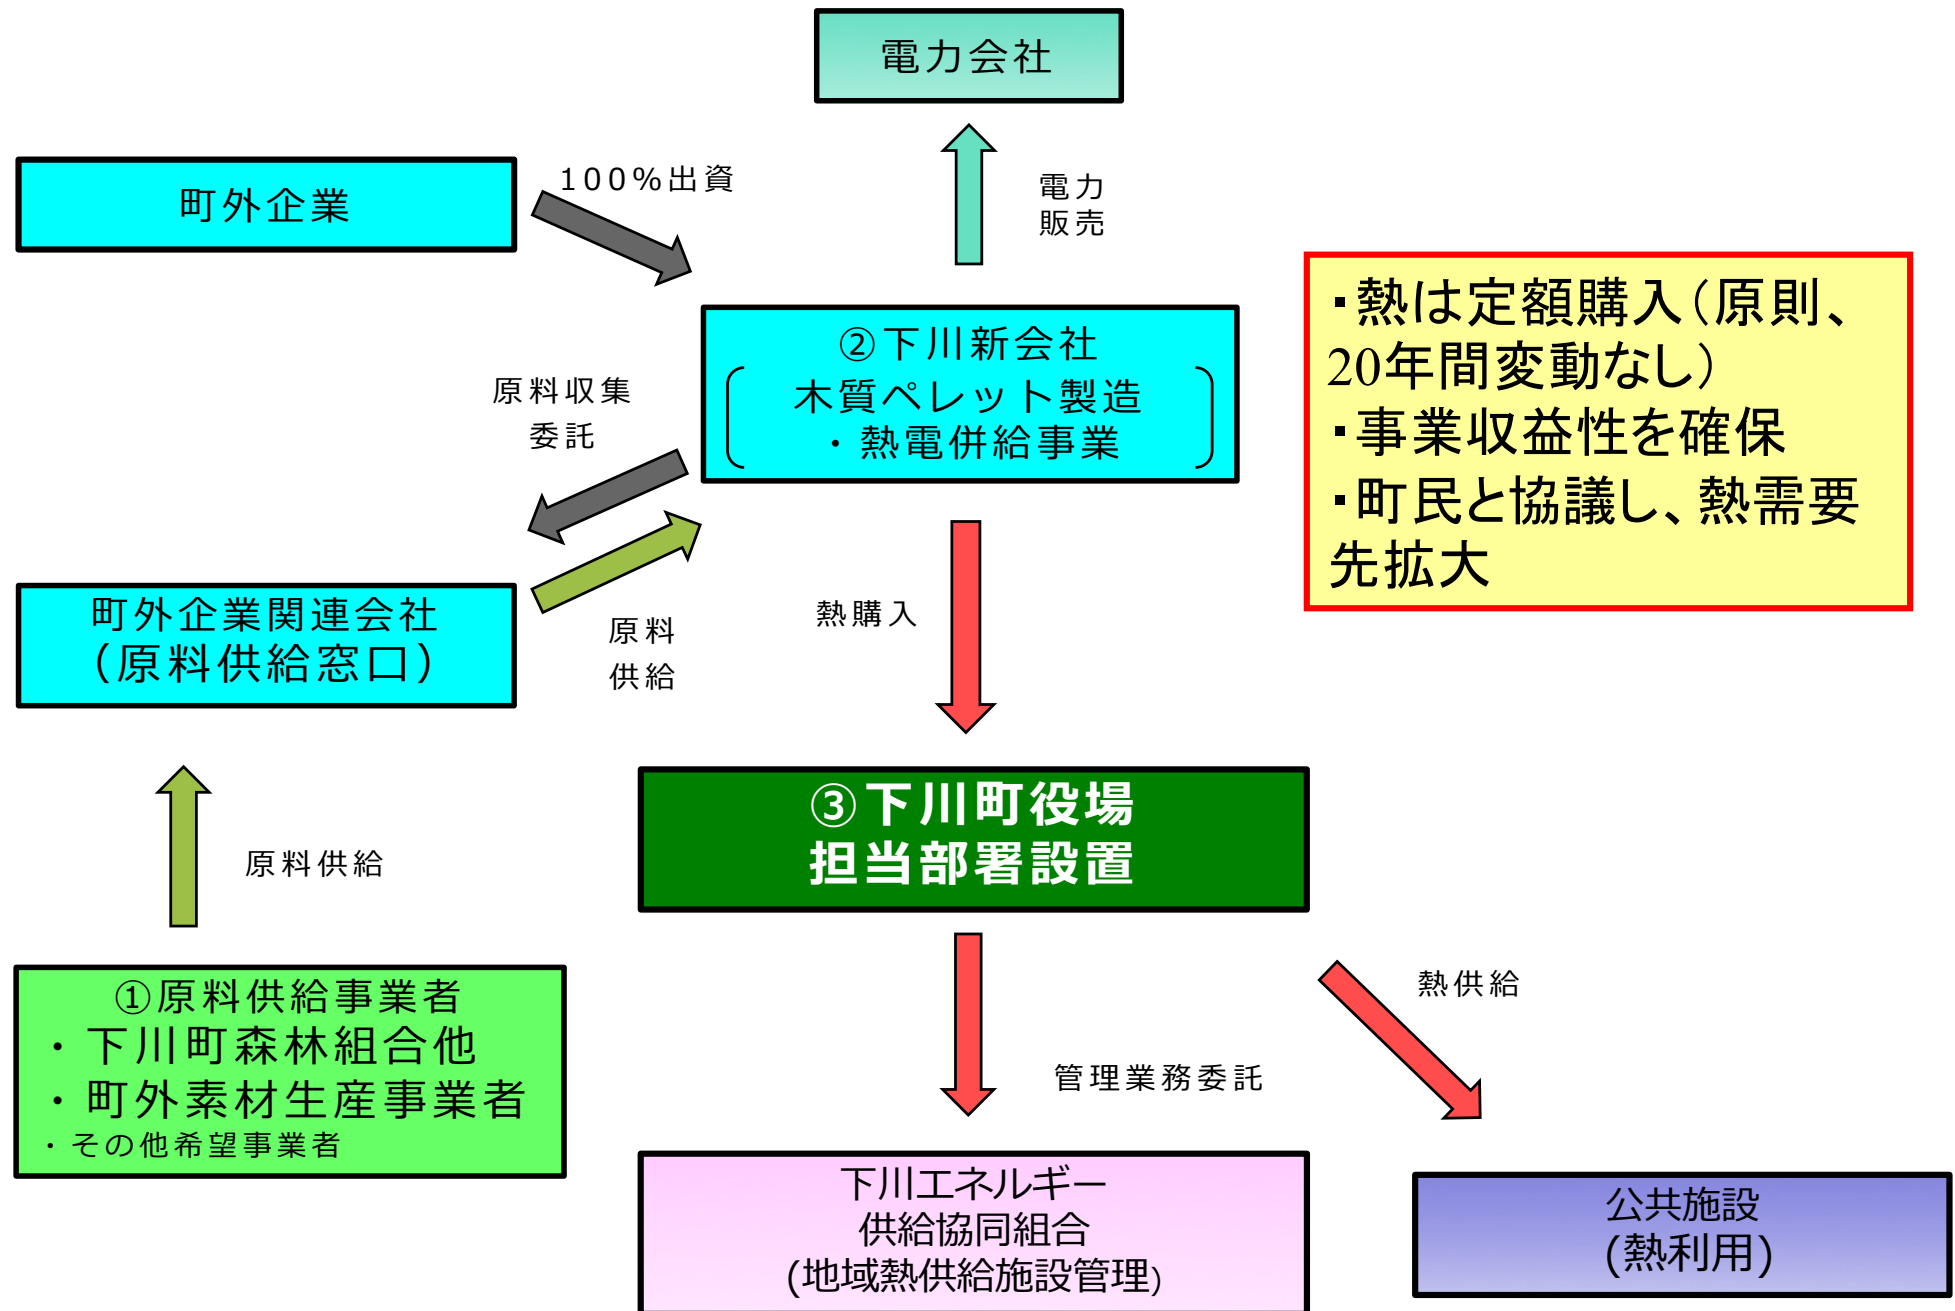 電力会社
町外企業
100%出資
電力
販売
②下川新会社
木質ペレット製造
・熱電併給事業
・熱は定額購入（原則、
20年間変動なし）
・事業収益性を確保
・町民と協議し、熱需要
先拡大
原料収集
委託
町外企業関連会社
（原料供給窓口）
原料
供給
熱購入
③下川町役場
担当部署設置
原料供給
①原料供給事業者
・下川町森林組合他
・町外素材生産事業者
・その他希望事業者
熱供給
管理業務委託
下川エネルギー
供給協同組合
(地域熱供給施設管理)
公共施設
(熱利用)